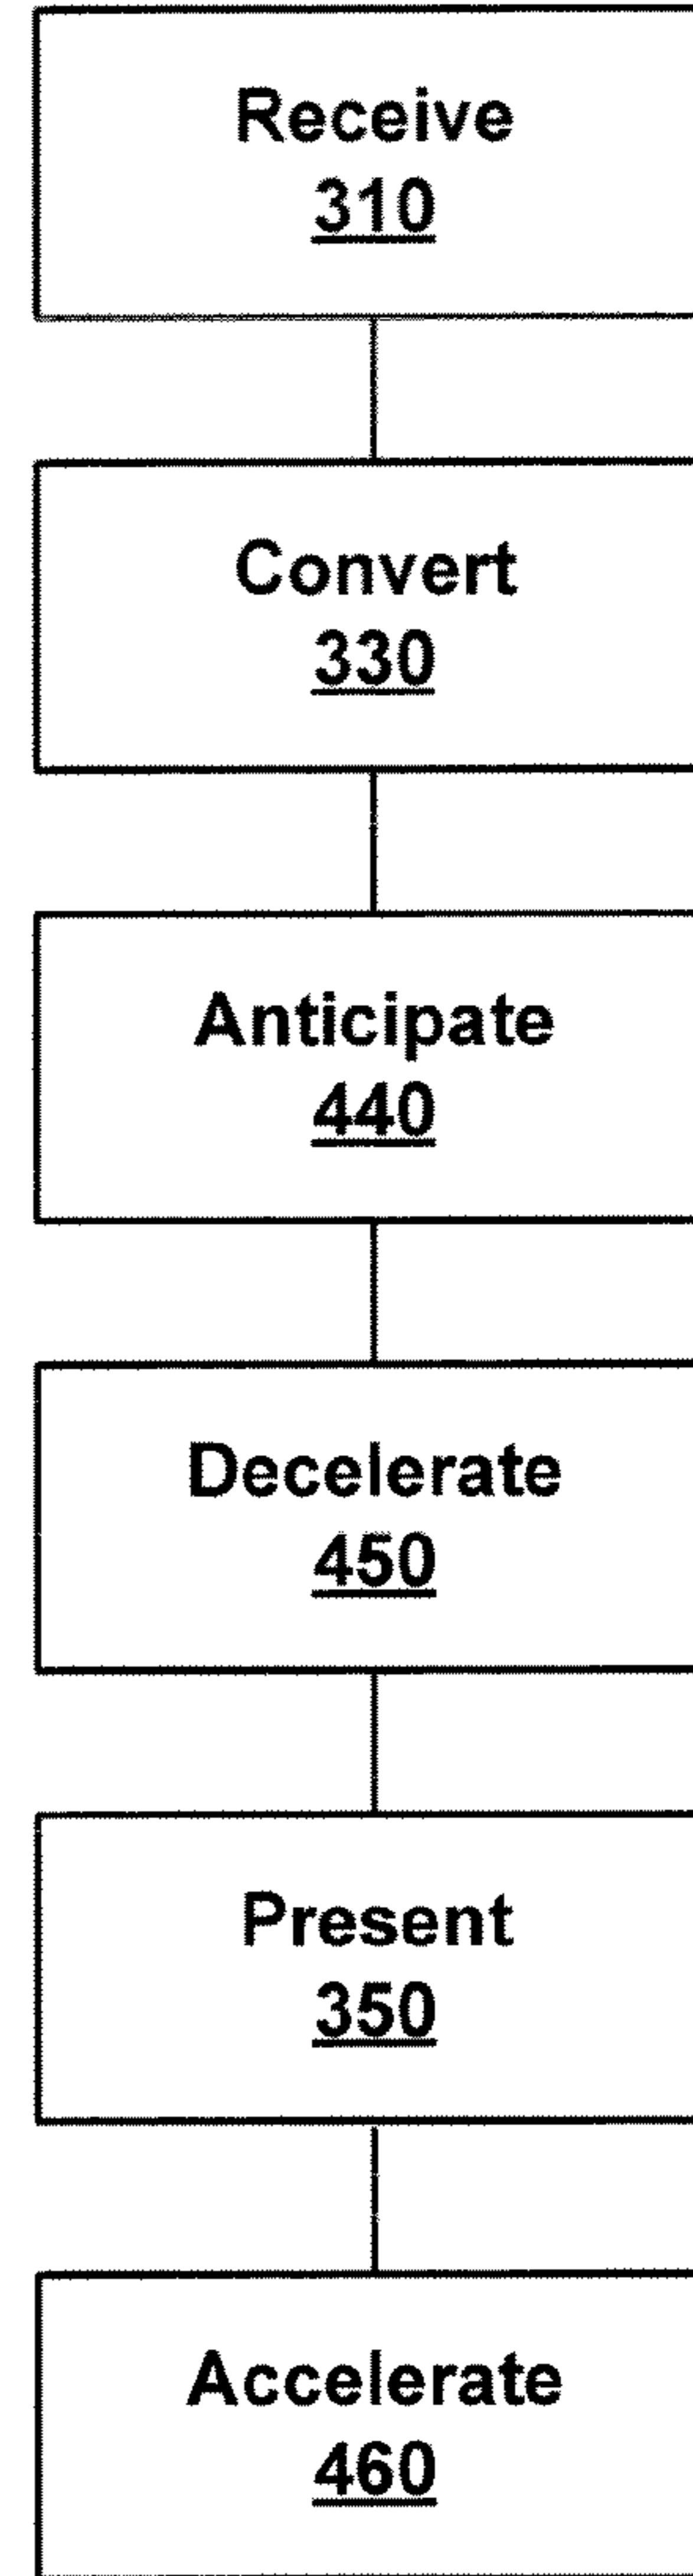 Receive
310
Convert
330
Anticipate
440
Decelerate
450
Present
350
Accelerate
460